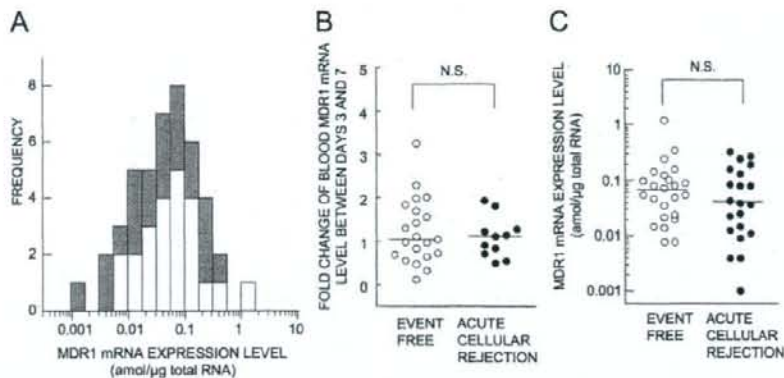 A
FREQUENCY
8
6
4
2
0
0.001
0.01
0.1
1
10
MDR1 mRNA EXPRESSION LEVEL
(amol/μg total RNA)
B
FOLD CHANGE OF BLOOD MDR1 mRNA
LEVEL BETWEEN DAYS 3 AND 7
5
4
3
2
1
0
N.S.
EVENT
FREE
ACUTE
CELLULAR
REJECTION
C
MDR1 mRNA EXPRESSION LEVEL
(amol/μg total RNA)
10
1
0.1
0.01
0.001
N.S.
EVENT
FREE
ACUTE
CELLULAR
REJECTION